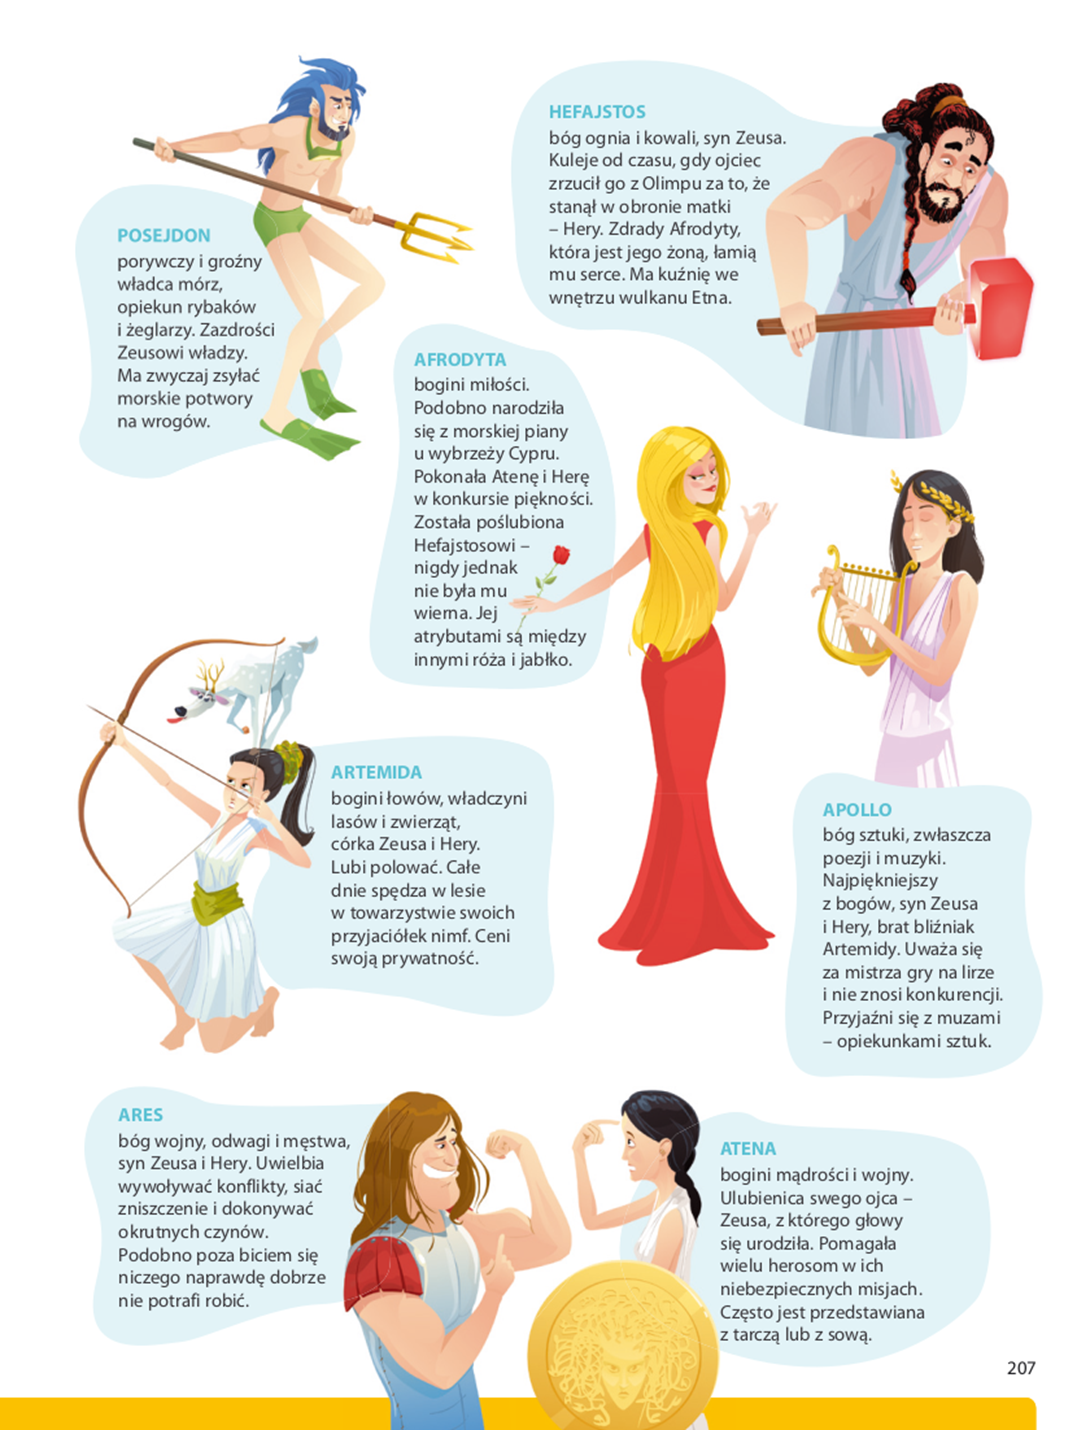 POSEJDON
porywczy i groźny
władca mórz,
opiekun rybaków
i żeglarzy. Zazdrości
Zeusowi władzy.
Ma zwyczaj zsyłać
morskie potwory
na wrogów.
HEFAJSTOS
bóg ognia i kowali, syn Zeusa.
Kuleje od czasu, gdy ojciec
zrzucił go z Olimpu za to, że
stanął w obronie matki
– Hery. Zdrady Afrodyty,
która jest jego żoną, łamią
mu serce. Ma kuźnię we
wnętrzu wulkanu Etna.
AFRODYTA
bogini miłości.
Podobno narodziła
się z morskiej piany
u wybrzeży Cypru.
Pokonała Atenę i Herę
w konkursie piękności.
Została poślubiona
Hefajstosowi –
nigdy jednak
nie była mu
wierna. Jej
atrybutami są między
innymi róża i jabłko.
ARTEMIDA
bogini łowów, władczyni
lasów i zwierząt,
córka Zeusa i Hery.
Lubi polować. Całe
dnie spędza w lesie
w towarzystwie swoich
przyjaciółek nimf. Ceni
swoją prywatność.
APOLLO
bóg sztuki, zwłaszcza
poezji i muzyki.
Najpiękniejszy
z bogów, syn Zeusa
i Hery, brat bliźniak
Artemidy. Uważa się
za mistrza gry na lirze
i nie znosi konkurencji.
Przyjaźni się z muzami
– opiekunkami sztuk.
ARES
bóg wojny, odwagi i męstwa,
syn Zeusa i Hery. Uwielbia
wywoływać konflikty, siać
zniszczenie i dokonywać
okrutnych czynów.
Podobno poza biciem się
niczego naprawdę dobrze
nie potrafi robić.
ATENA
bogini mądrości i wojny.
Ulubienica swego ojca –
Zeusa, z którego głowy
się urodziła. Pomagała
wielu herosom w ich
niebezpiecznych misjach.
Często jest przedstawiana
z tarczą lub z sową.
207